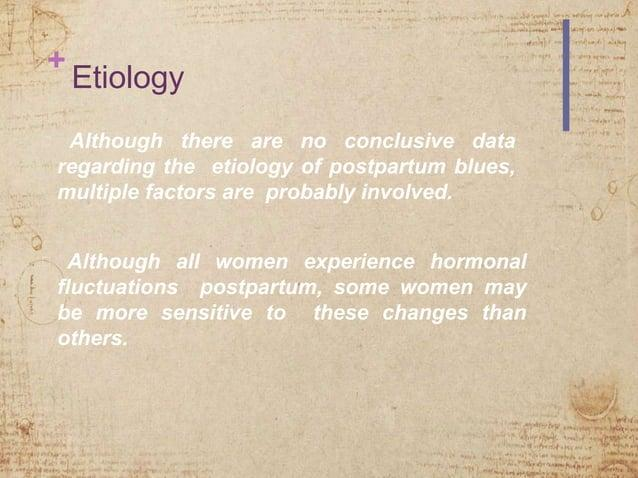 +
Etiology
Although there are no conclusive data
regarding the etiology of postpartum blues,
multiple factors are probably involved.
Although all women experience hormonal
fluctuations postpartum, some women may
be more sensitive to these changes than
others.